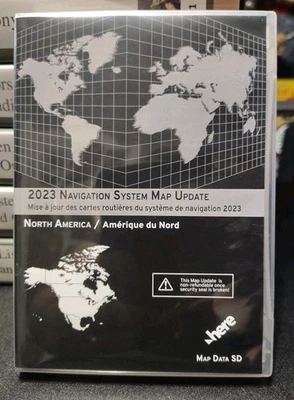 2023 NAVIGATION SYSTEM MAP UPDATE
Mise à jour des cartes routières du système de navigation 2023
NORTH AMERICA / Amérique du Nord
This Map Update is
non-refundable once
security seal is broken!
here
MAP DATA SD